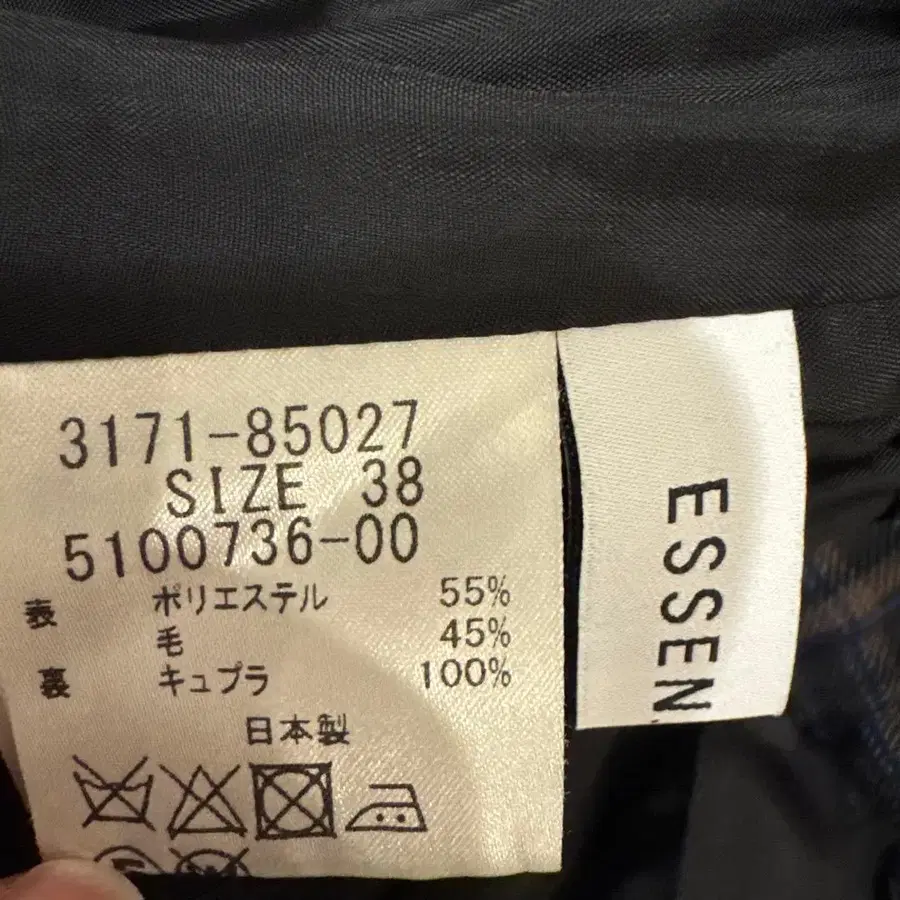 3171-85027
SIZE 38
5100736-00
表 ポリエステル 55%
毛 45%
裏 キュプラ 100%
日本製
ESSEN